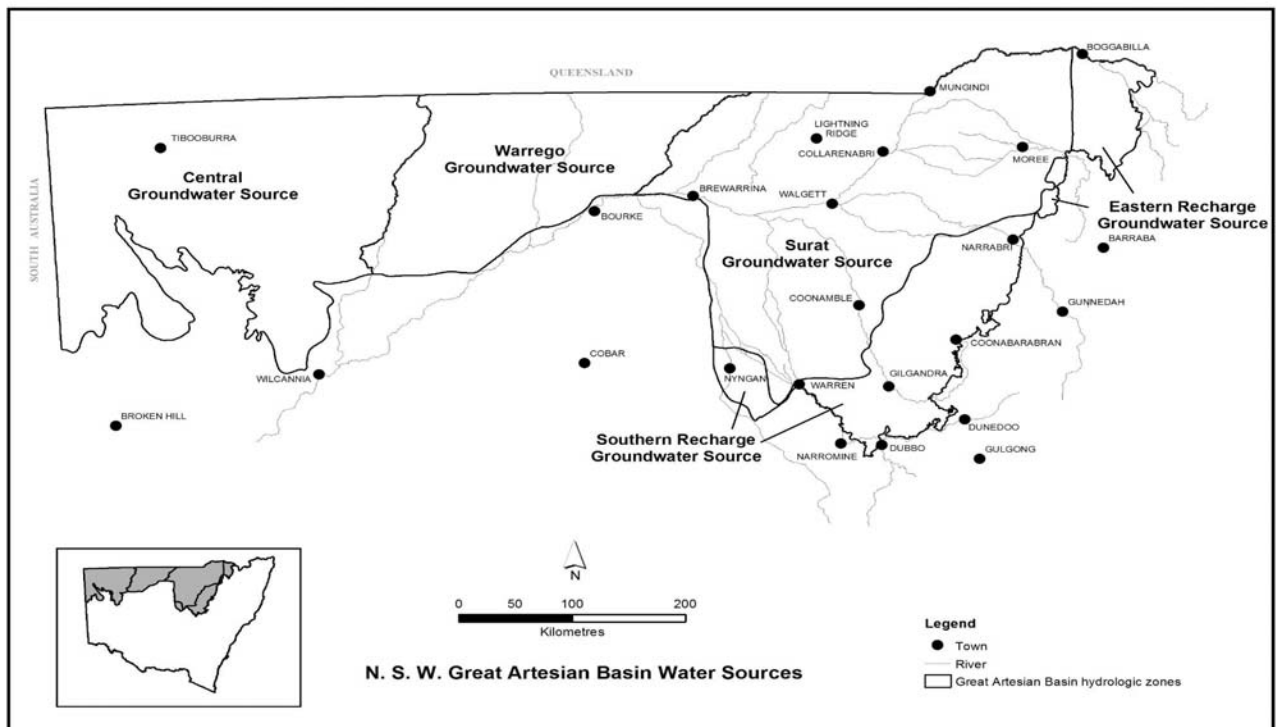 BOGGABILLA
QUEENSLAND
MUNGINDI
TIBOOBURRA
LIGHTNING
RIDGE
COLLARENABRI
MOREE
Central
Groundwater Source
Warrego
Groundwater Source
SOUTH AUSTRALIA
BREWARRINA
WALGETT
BOURKE
Eastern Recharge
Groundwater Source
NARRABRI
BARRABA
Surat
Groundwater Source
COONAMBLE
GUNNEDAH
COONABARABRAN
COBAR
NYNGAN
WILCANNIA
WARREN
GILGANDRA
BROKEN HILL
DUNEDOO
Southern Recharge
Groundwater Source
NARROMINE
DUBBO
GULGONG
N
0 50 100 200
Kilometres
N. S. W. Great Artesian Basin Water Sources
Legend
Town
River
Great Artesian Basin hydrologic zones